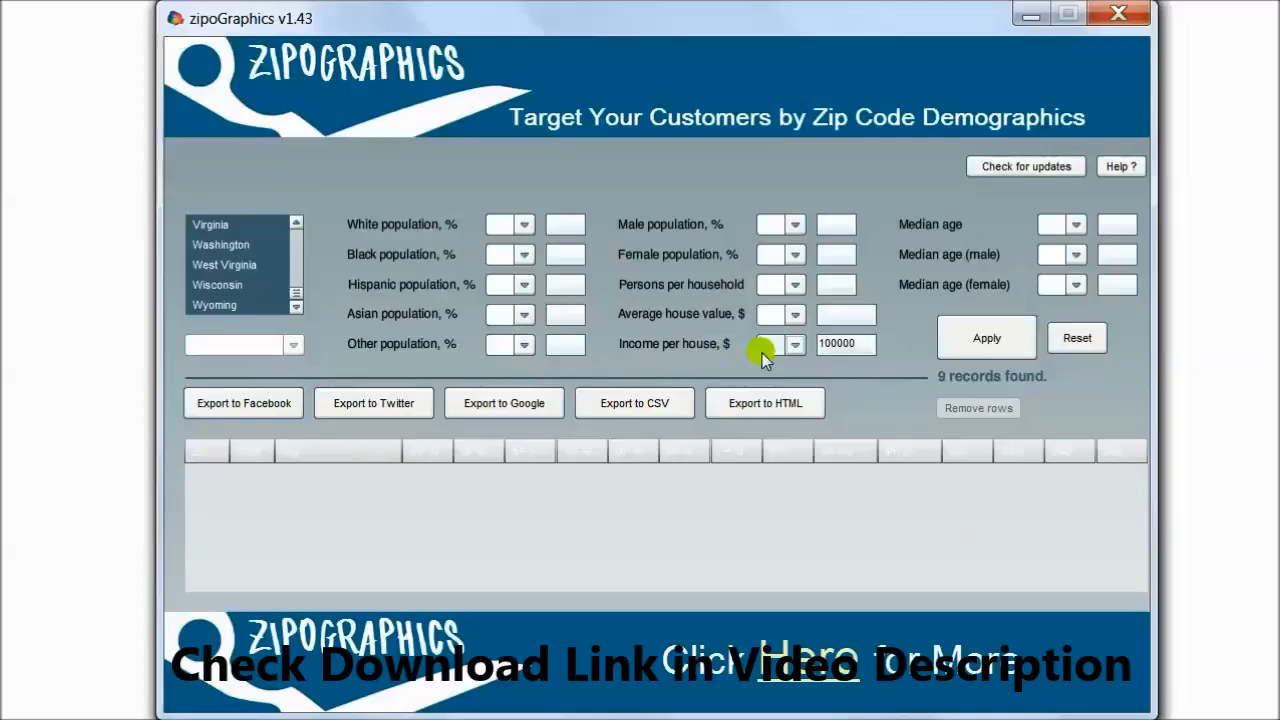 zipoGraphics v1.43
ZIPOGRAPHICS
Target Your Customers by Zip Code Demographics
Check for updates
Help ?
Virginia
Washington
West Virginia
Wisconsin
Wyoming
White population, %
Black population, %
Hispanic population, %
Asian population, %
Other population, %
Male population, %
Female population, %
Persons per household
Average house value, $
Income per house, $
100000
Median age
Median age (male)
Median age (female)
Apply
Reset
9 records found.
Remove rows
Export to Facebook
Export to Twitter
Export to Google
Export to CSV
Export to HTML
ZIPOGRAPHICS
Click Here for More
Check Download Link in Video Description